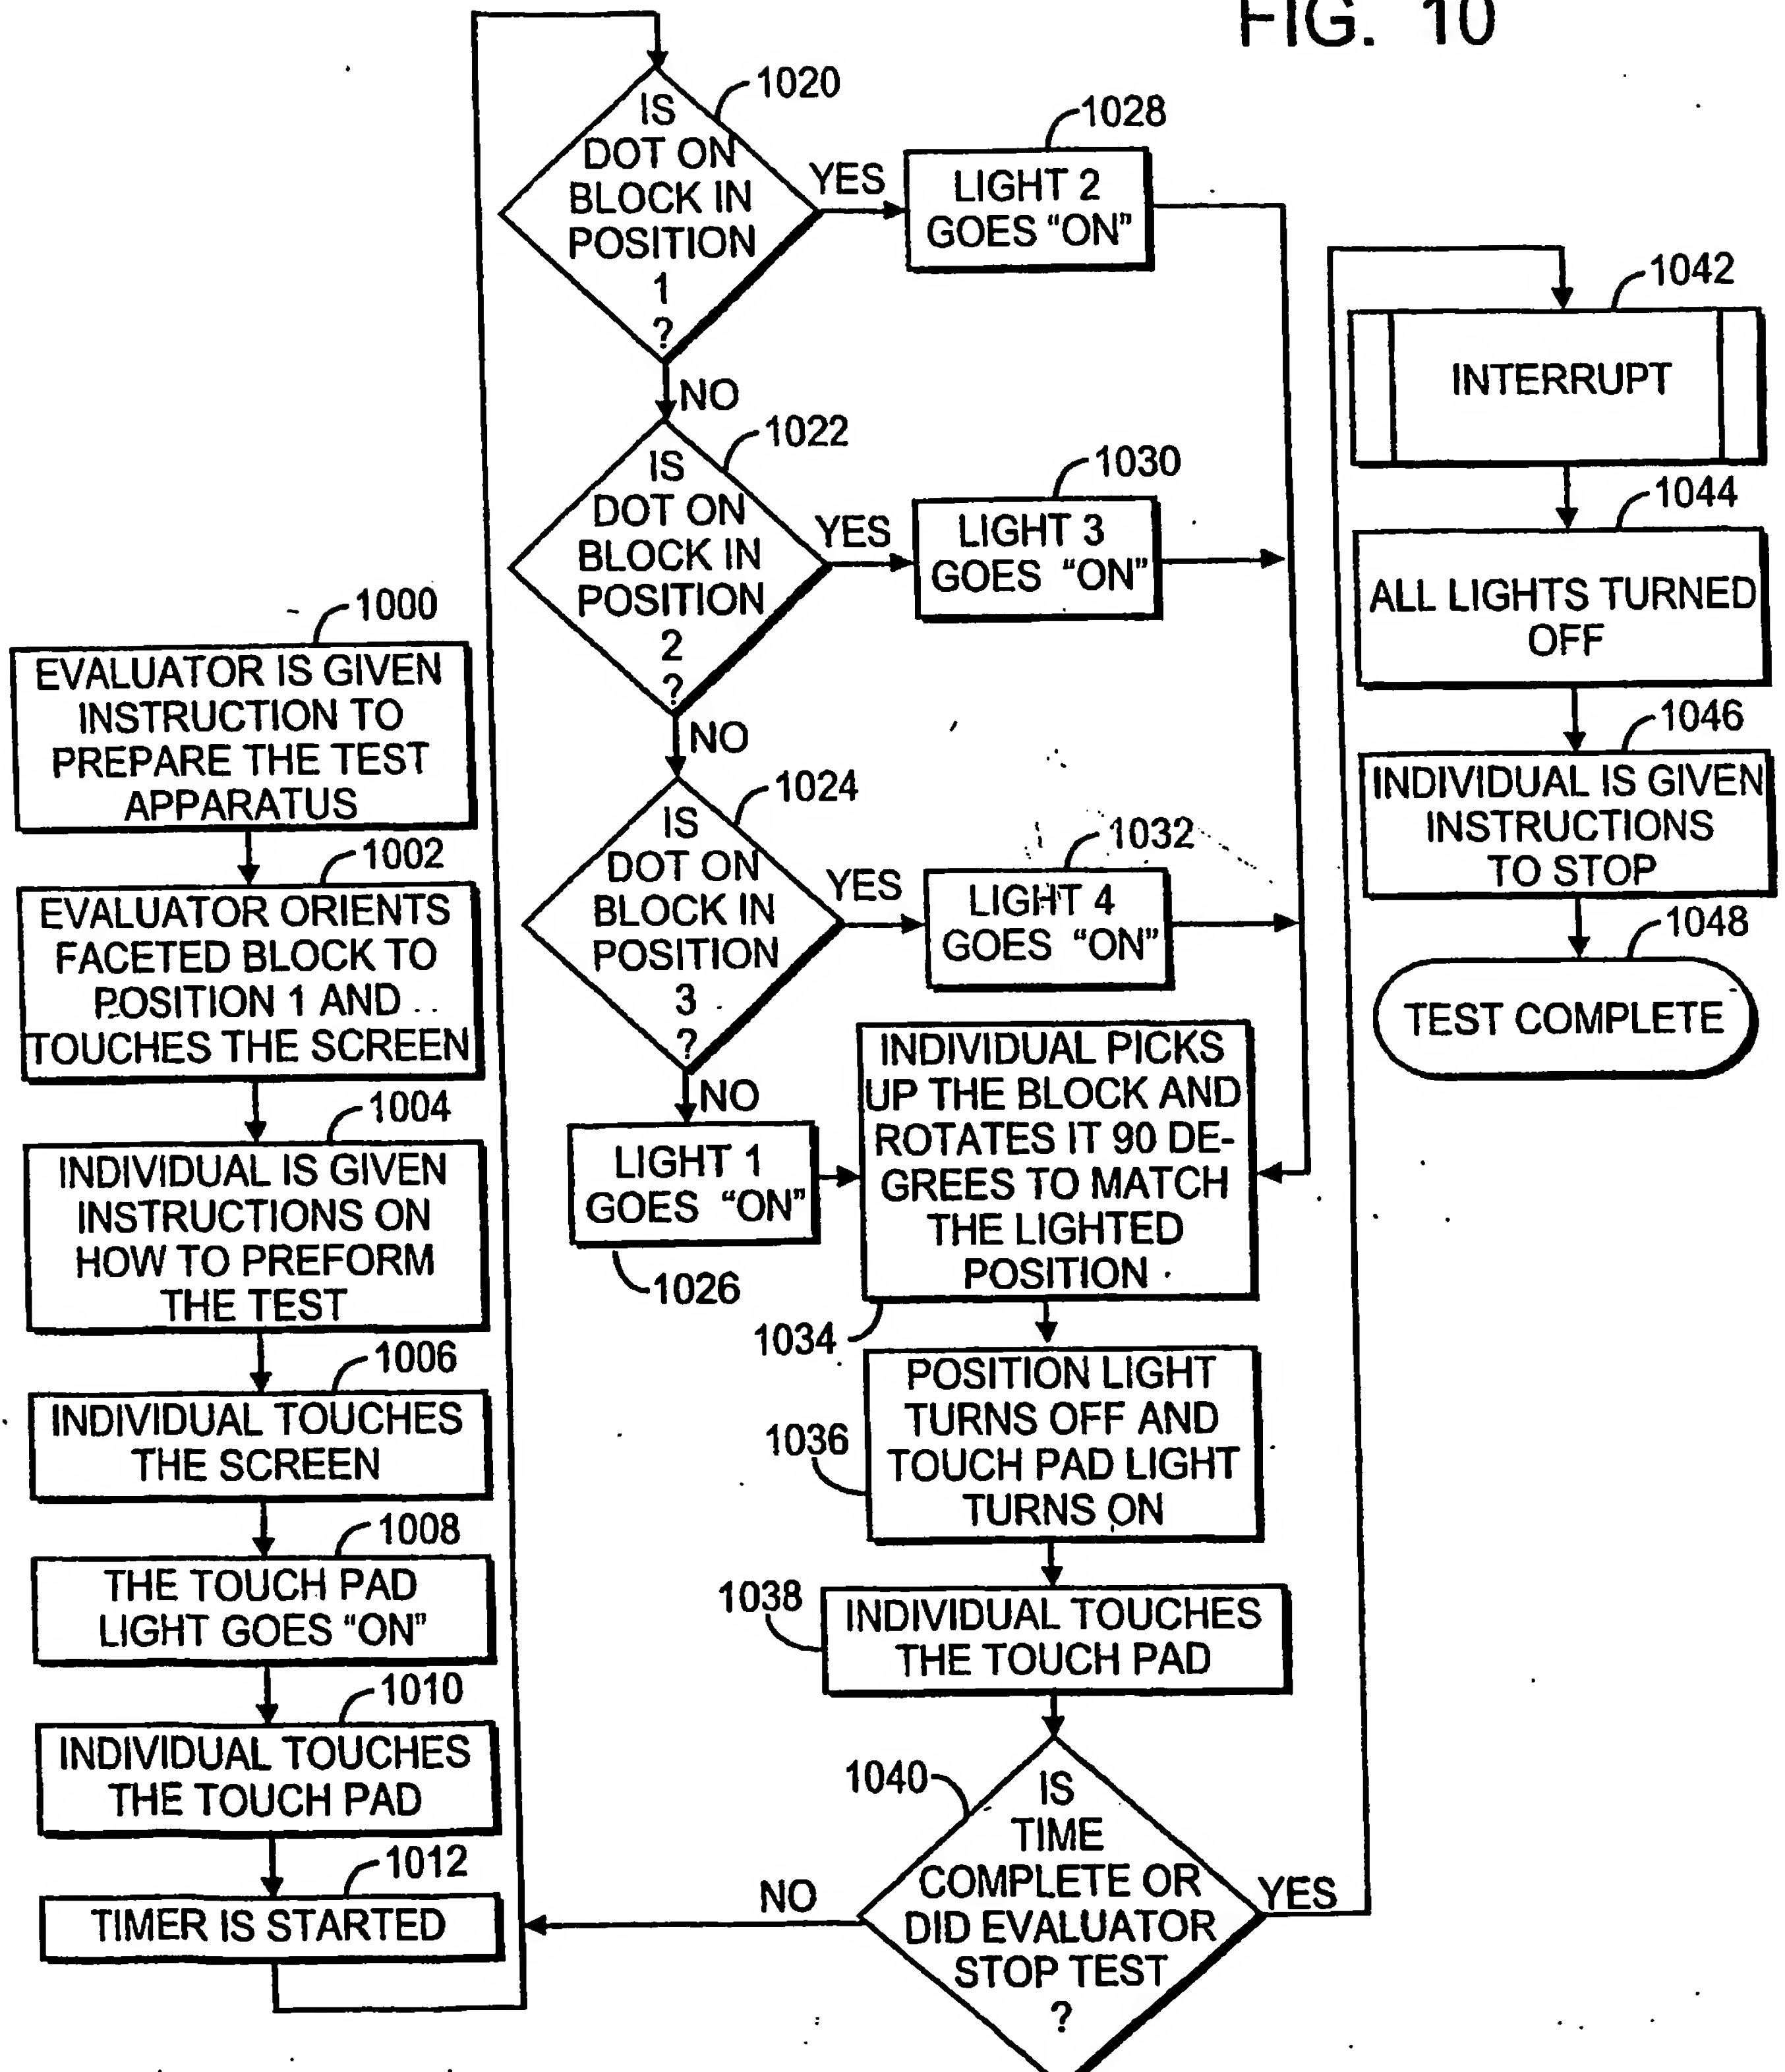 FIG. 10
1000
EVALUATOR IS GIVEN
INSTRUCTION TO
PREPARE THE TEST
APPARATUS
1002
EVALUATOR ORIENTS
FACETED BLOCK TO
POSITION 1 AND
TOUCHES THE SCREEN
1004
INDIVIDUAL IS GIVEN
INSTRUCTIONS ON
HOW TO PREFORM
THE TEST
1006
INDIVIDUAL TOUCHES
THE SCREEN
1008
THE TOUCH PAD
LIGHT GOES “ON”
1010
INDIVIDUAL TOUCHES
THE TOUCH PAD
1012
TIMER IS STARTED
1020
IS
DOT ON
BLOCK IN
POSITION
1
?
YES
NO
1028
LIGHT 2
GOES “ON”
1022
IS
DOT ON
BLOCK IN
POSITION
2
?
YES
NO
1030
LIGHT 3
GOES “ON”
1024
IS
DOT ON
BLOCK IN
POSITION
3
?
YES
NO
1032
LIGHT 4
GOES “ON”
LIGHT 1
GOES “ON”
1026
INDIVIDUAL PICKS
UP THE BLOCK AND
ROTATES IT 90 DE-
GREES TO MATCH
THE LIGHTED
POSITION
1034
POSITION LIGHT
TURNS OFF AND
TOUCH PAD LIGHT
TURNS ON
1036
1038
INDIVIDUAL TOUCHES
THE TOUCH PAD
1040
IS
TIME
COMPLETE OR
DID EVALUATOR
STOP TEST
?
NO
YES
1042
INTERRUPT
1044
ALL LIGHTS TURNED
OFF
1046
INDIVIDUAL IS GIVEN
INSTRUCTIONS
TO STOP
1048
TEST COMPLETE